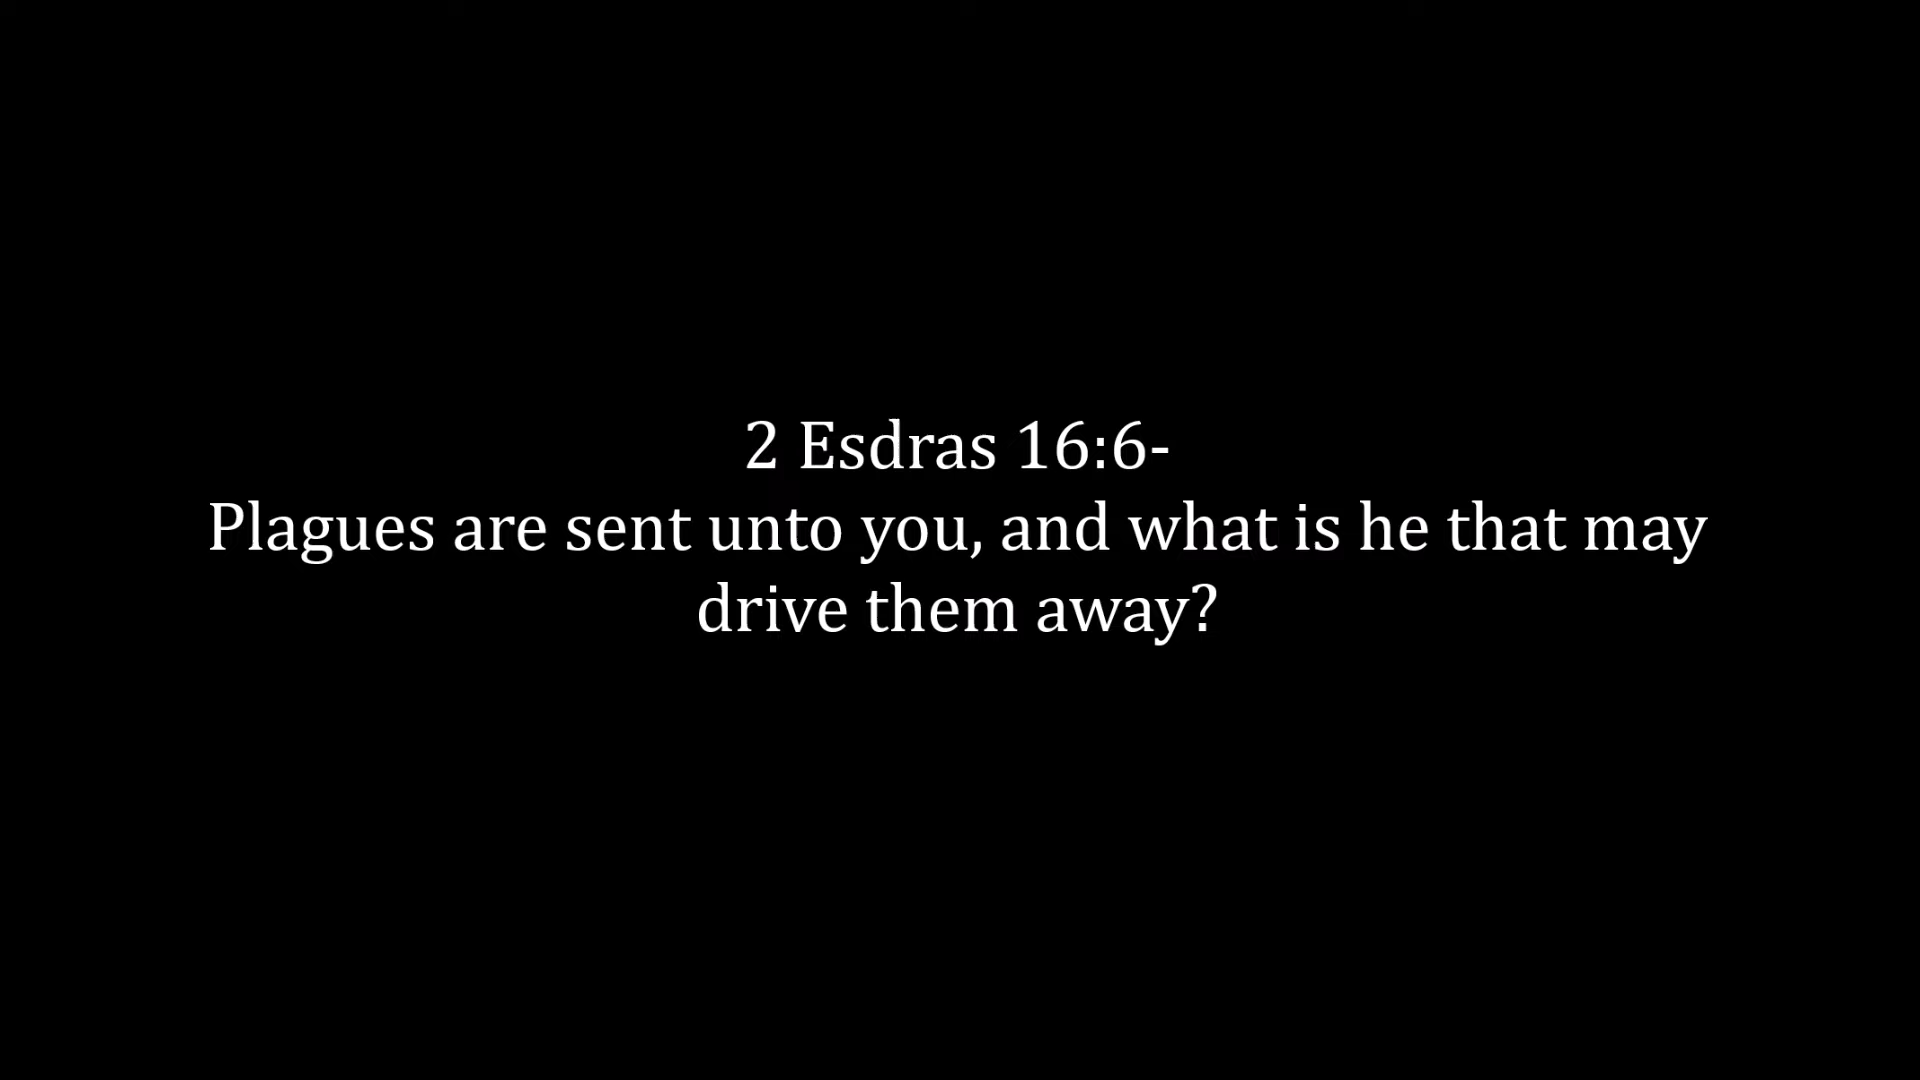 2 Esdras 16:6-
Plagues are sent unto you, and what is he that may
drive them away?